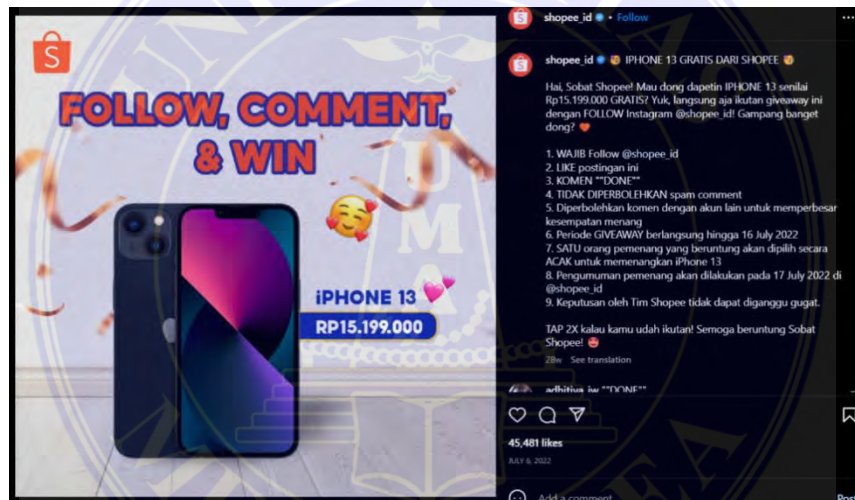 S
FOLLOW, COMMENT,
& WIN
iPHONE 13
RP15.199.000
shopee_id • Follow
shopee_id IPHONE 13 GRATIS DARI SHOPEE
Hai, Sobat Shopee! Mau dong dapetin IPHONE 13 senilai
Rp15.199.000 GRATIS? Yuk, langsung aja ikutan giveaway ini
dengan FOLLOW Instagram @shopee_id! Gampang banget
dong?
1. WAJIB Follow @shopee_id
2. LIKE postingan ini
3. KOMEN ""DONE""
4. TIDAK DIPERBOLEHKAN spam comment
5. Diperbolehkan komen dengan akun lain untuk memperbesar
kesempatan menang
6. Periode GIVEAWAY berlangsung hingga 16 July 2022
7. SATU orang pemenang yang beruntung akan dipilih secara
ACAK untuk memenangkan iPhone 13
8. Pengumuman pemenang akan dilakukan pada 17 July 2022 di
@shopee_id
9. Keputusan oleh Tim Shopee tidak dapat diganggu gugat.
TAP 2X kalau kamu udah ikutan! Semoga beruntung Sobat
Shopee!
28w See translation
adhitiya_iw ""DONE""
45,481 likes
JULY 6, 2022
Add a comment... Post